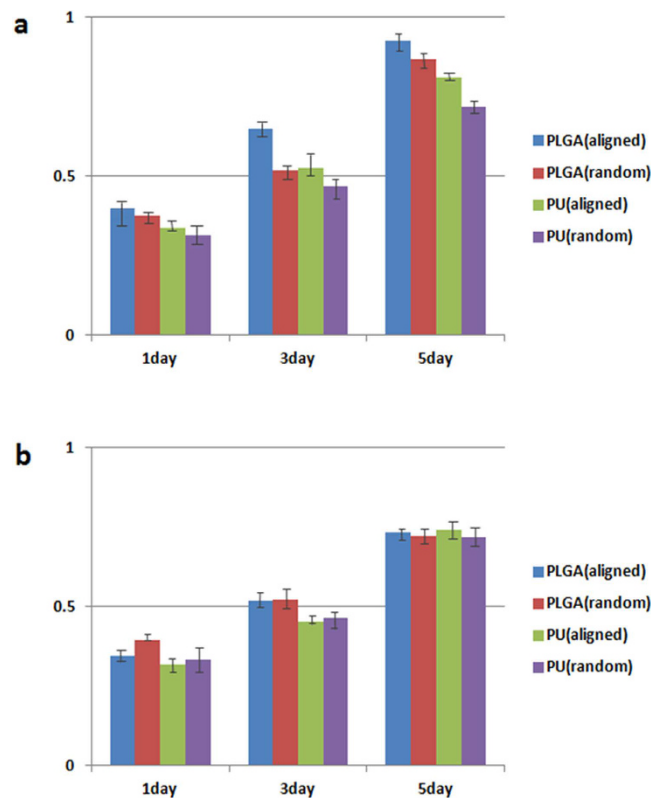 a
1
0.5
0
1day 3day 5day
PLGA(aligned)
PLGA(random)
PU(aligned)
PU(random)
b
1
0.5
0
1day 3day 5day
PLGA(aligned)
PLGA(random)
PU(aligned)
PU(random)